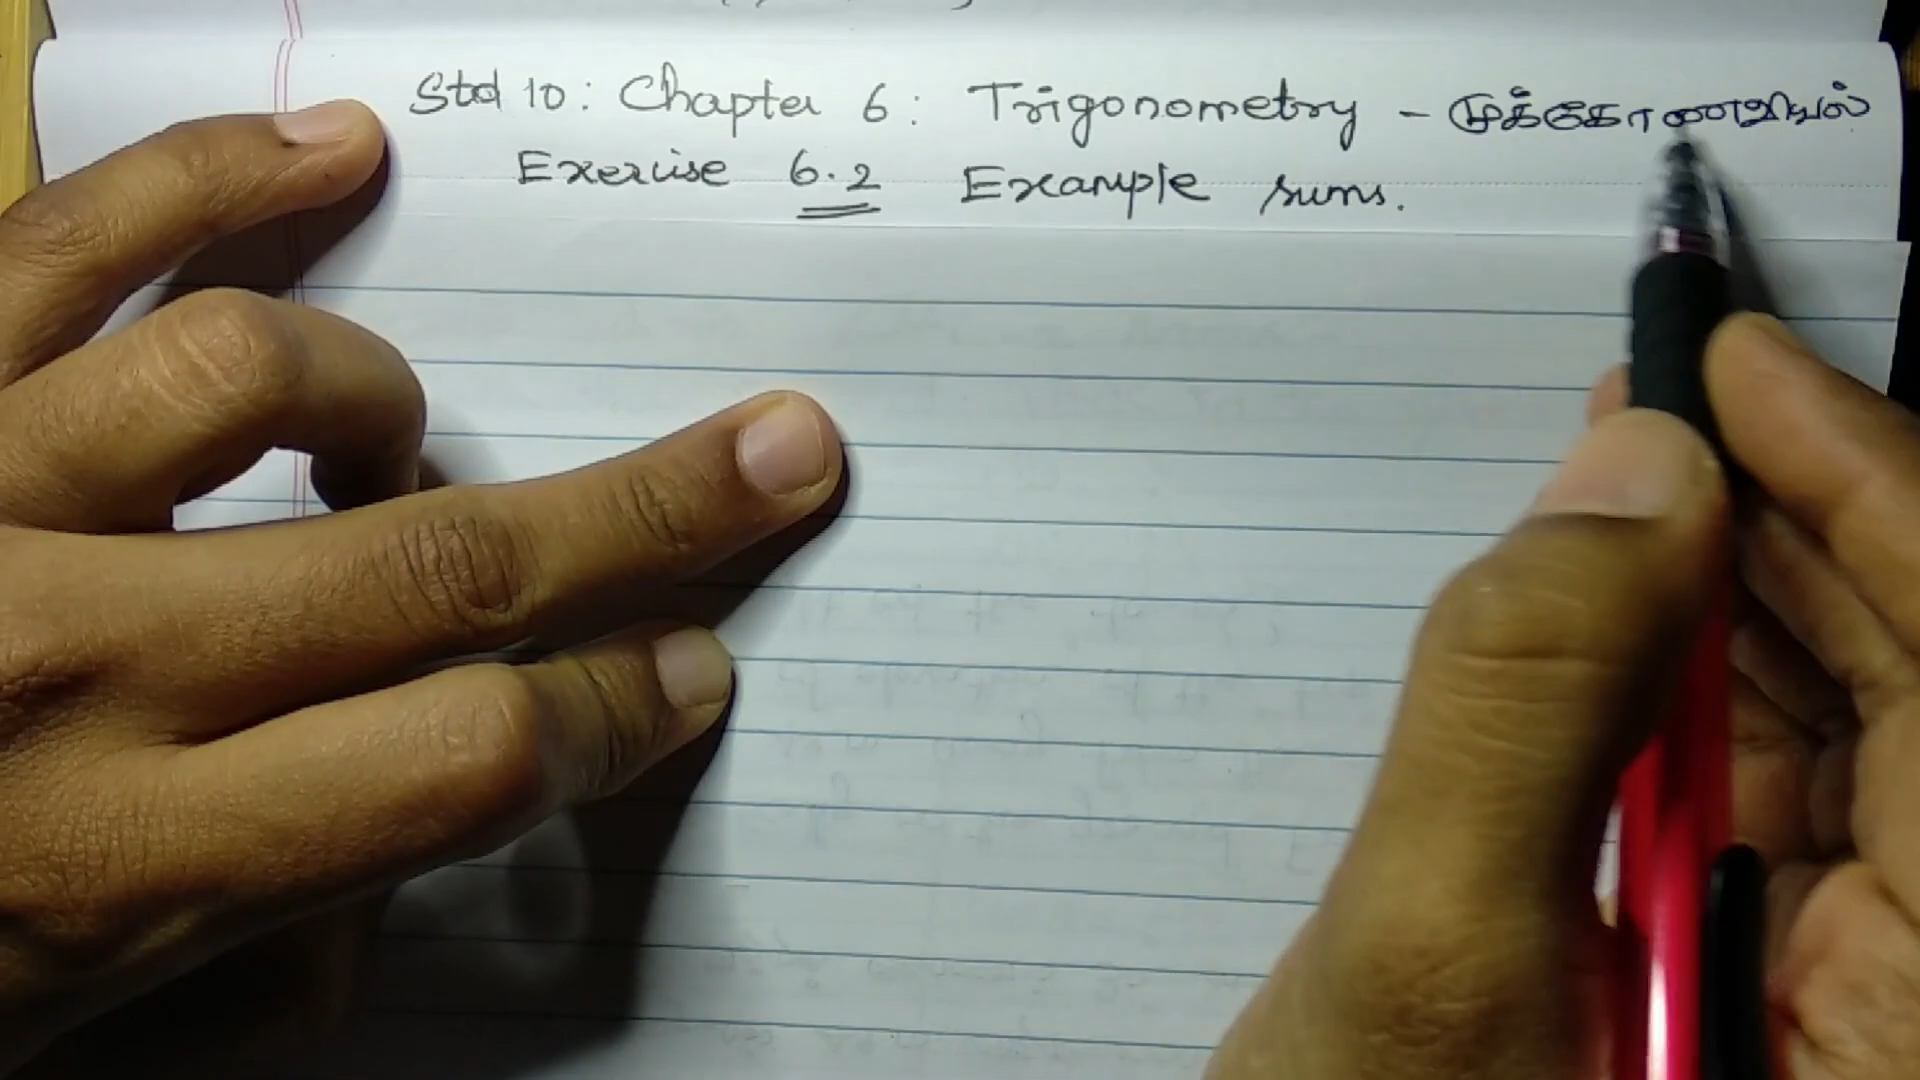 Std 10: Chapter 6: Trigonometry - முக்கோணவியல்
Exercise 6.2 Example sums.